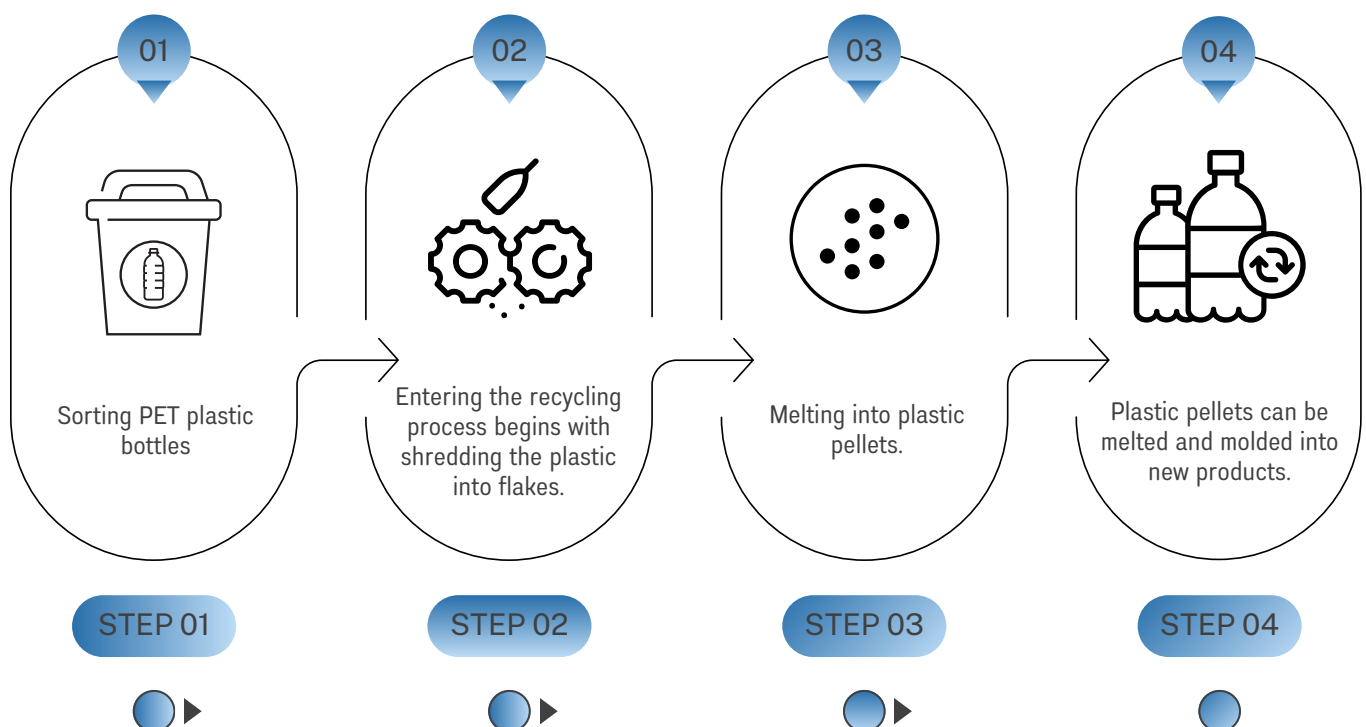 01
Sorting PET plastic
bottles
STEP 01
02
Entering the recycling
process begins with
shredding the plastic
into flakes.
STEP 02
03
Melting into plastic
pellets.
STEP 03
04
Plastic pellets can be
melted and molded into
new products.
STEP 04